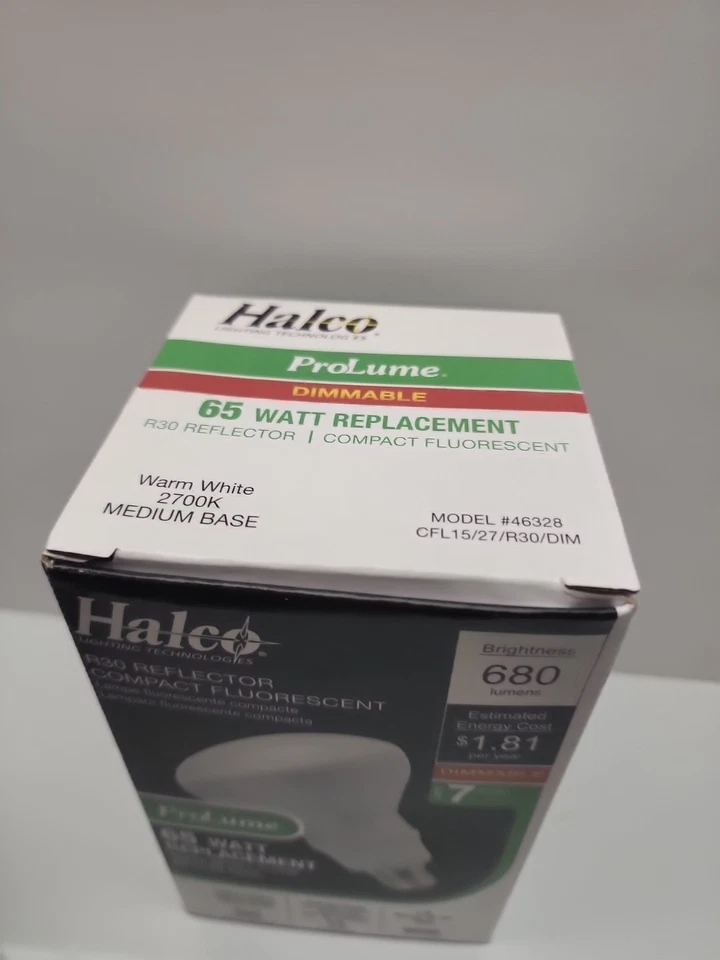 Halco
LIGHTING TECHNOLOGIES®
ProLume®
DIMMABLE
65 WATT REPLACEMENT
R30 REFLECTOR | COMPACT FLUORESCENT
Warm White
2700K
MEDIUM BASE
MODEL #46328
CFL15/27/R30/DIM
Halco®
LIGHTING TECHNOLOGIES
R30 REFLECTOR
COMPACT FLUORESCENT
Lampe fluorescente compacte
Lámpara fluorescente compacta
Brightness
680
lumens
Estimated
Energy Cost
$1.81
per year
DIMMABLE
7
ProLume
65 WATT
REPLACEMENT